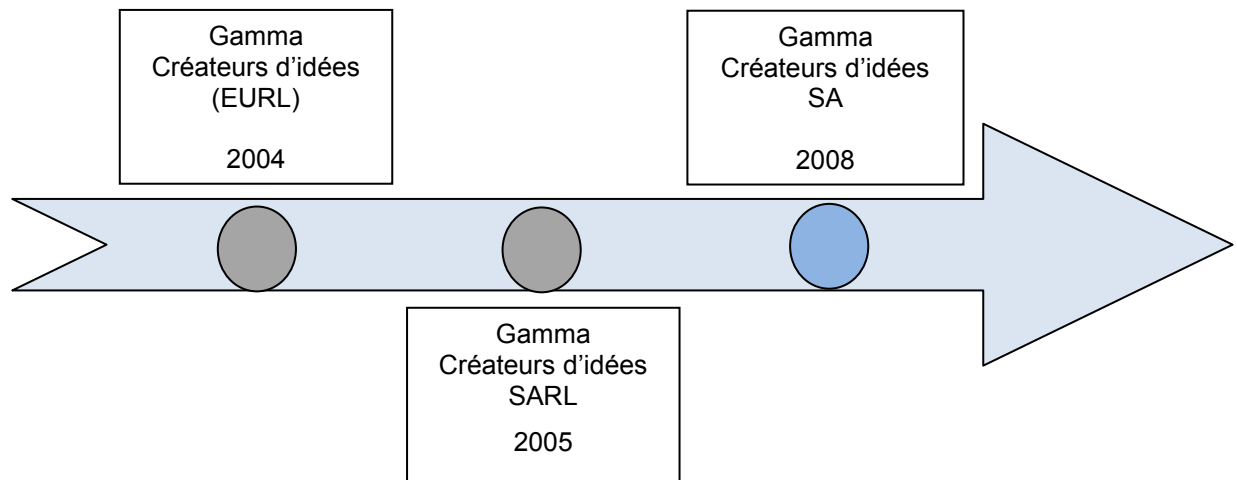 Gamma
Créateurs d’idées
(EURL)
2004
Gamma
Créateurs d’idées
SARL
2005
Gamma
Créateurs d’idées
SA
2008